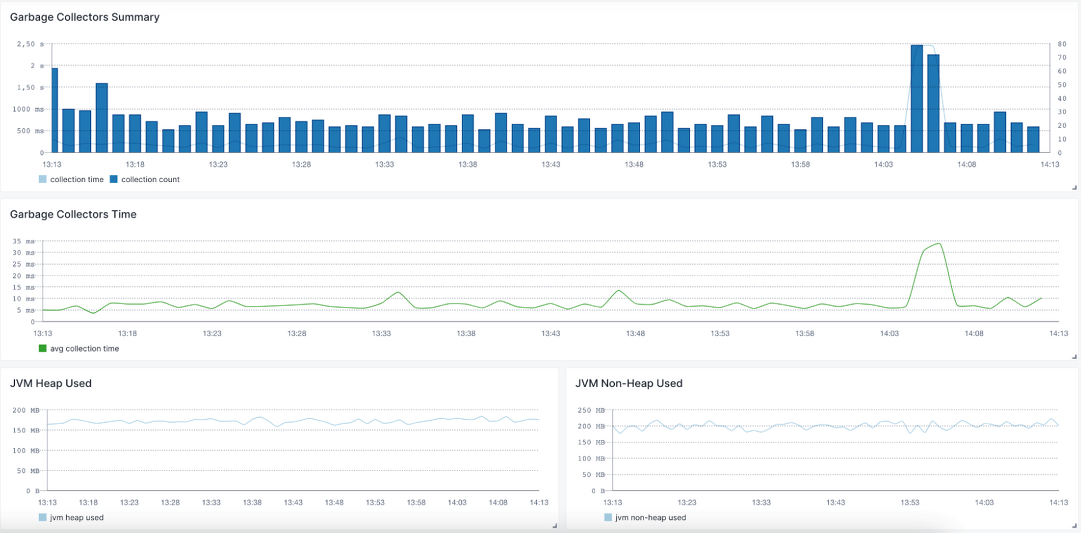 Garbage Collectors Summary
2,50 s 80
70
2 s 60
1,50 s 50
40
1000 ms 30
500 ms 20
10
0 0
13:13 13:18 13:23 13:28 13:33 13:38 13:43 13:48 13:53 13:58 14:03 14:08 14:13
collection time collection count
Garbage Collectors Time
35 ms
30 ms
25 ms
20 ms
15 ms
10 ms
5 ms
0
13:13 13:18 13:23 13:28 13:33 13:38 13:43 13:48 13:53 13:58 14:03 14:08 14:13
avg collection time
JVM Heap Used
200 MB
150 MB
100 MB
50 MB
0 B
13:13 13:18 13:23 13:28 13:33 13:38 13:43 13:48 13:53 13:58 14:03 14:08 14:13
jvm heap used
JVM Non-Heap Used
250 MB
200 MB
150 MB
100 MB
50 MB
0 B
13:13 13:23 13:33 13:43 13:53 14:03 14:13
jvm non-heap used